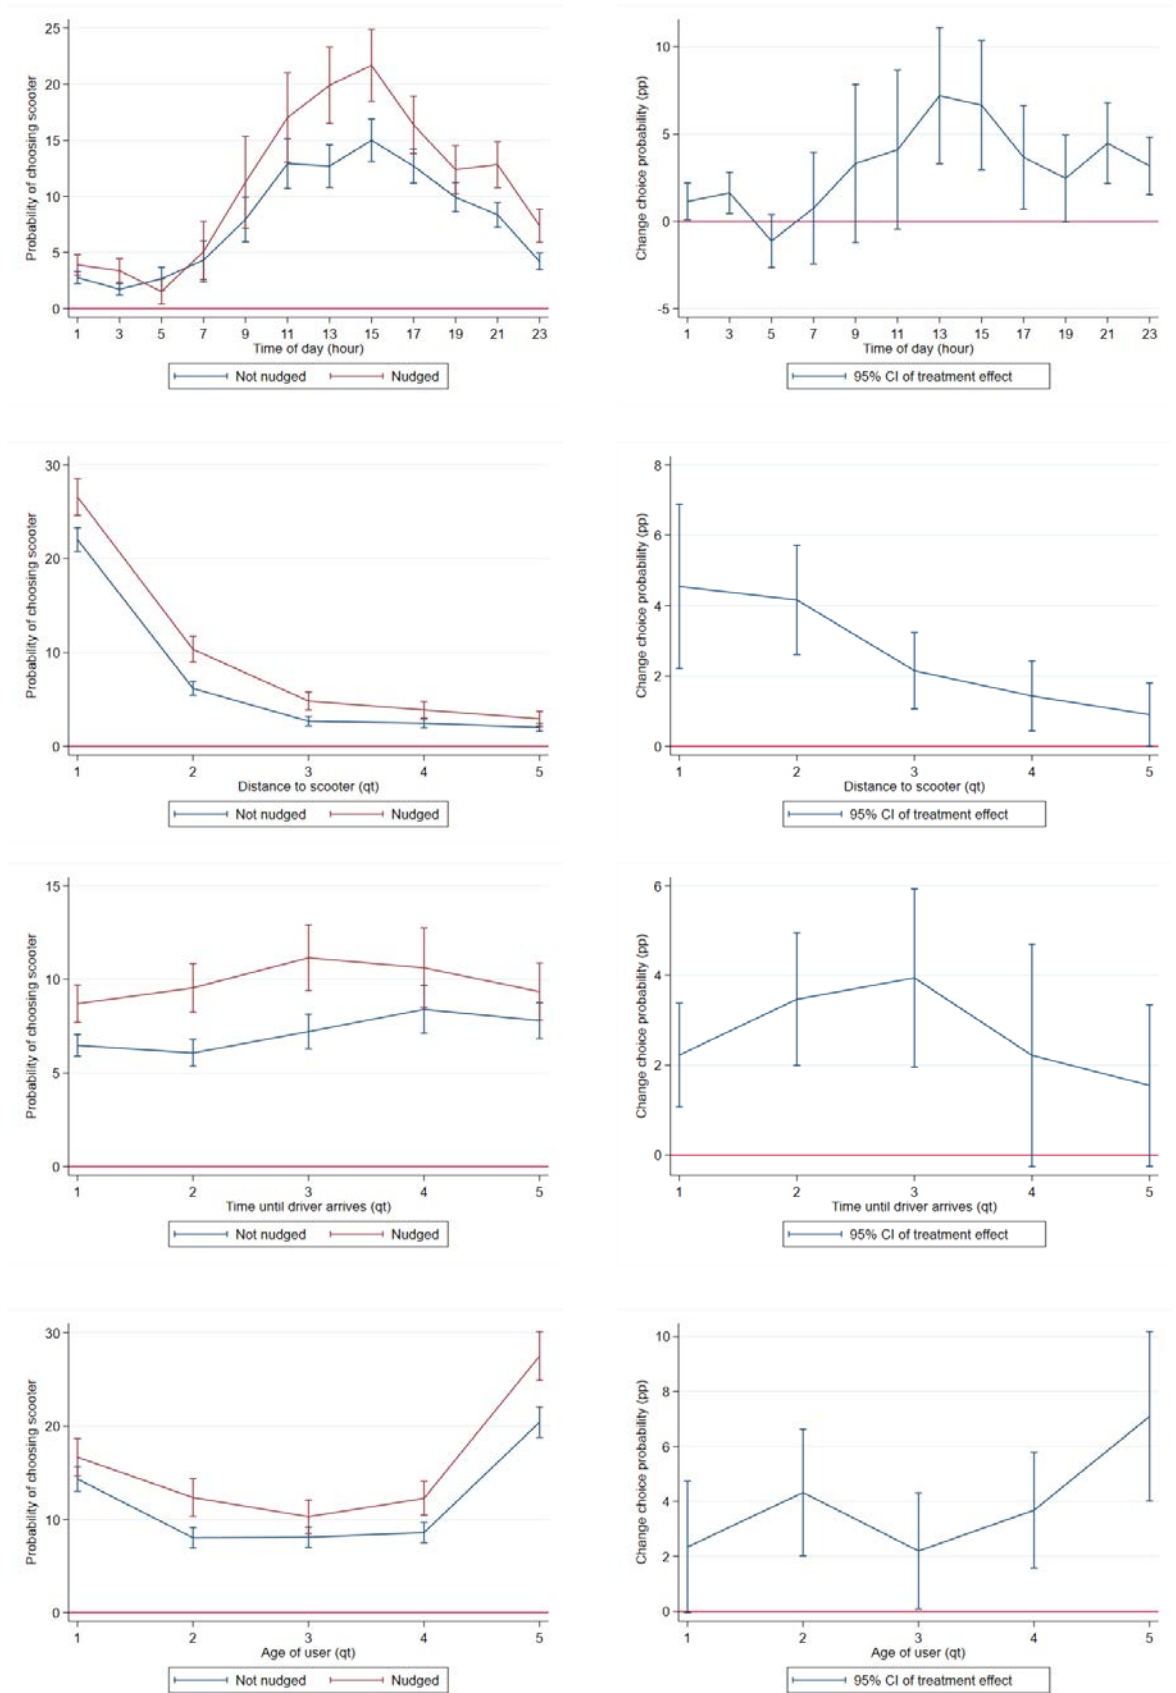 Probability of choosing scooter
25
20
15
10
5
0
1 3 5 7 9 11 13 15 17 19 21 23
Time of day (hour)
Not nudged Nudged
Change choice probability (pp)
10
5
0
-5
1 3 5 7 9 11 13 15 17 19 21 23
Time of day (hour)
95% CI of treatment effect
Probability of choosing scooter
30
20
10
0
1 2 3 4 5
Distance to scooter (qt)
Not nudged Nudged
Change choice probability (pp)
8
6
4
2
0
1 2 3 4 5
Distance to scooter (qt)
95% CI of treatment effect
Probability of choosing scooter
15
10
5
0
1 2 3 4 5
Time until driver arrives (qt)
Not nudged Nudged
Change choice probability (pp)
6
4
2
0
1 2 3 4 5
Time until driver arrives (qt)
95% CI of treatment effect
Probability of choosing scooter
30
20
10
0
1 2 3 4 5
Age of user (qt)
Not nudged Nudged
Change choice probability (pp)
10
8
6
4
2
0
1 2 3 4 5
Age of user (qt)
95% CI of treatment effect